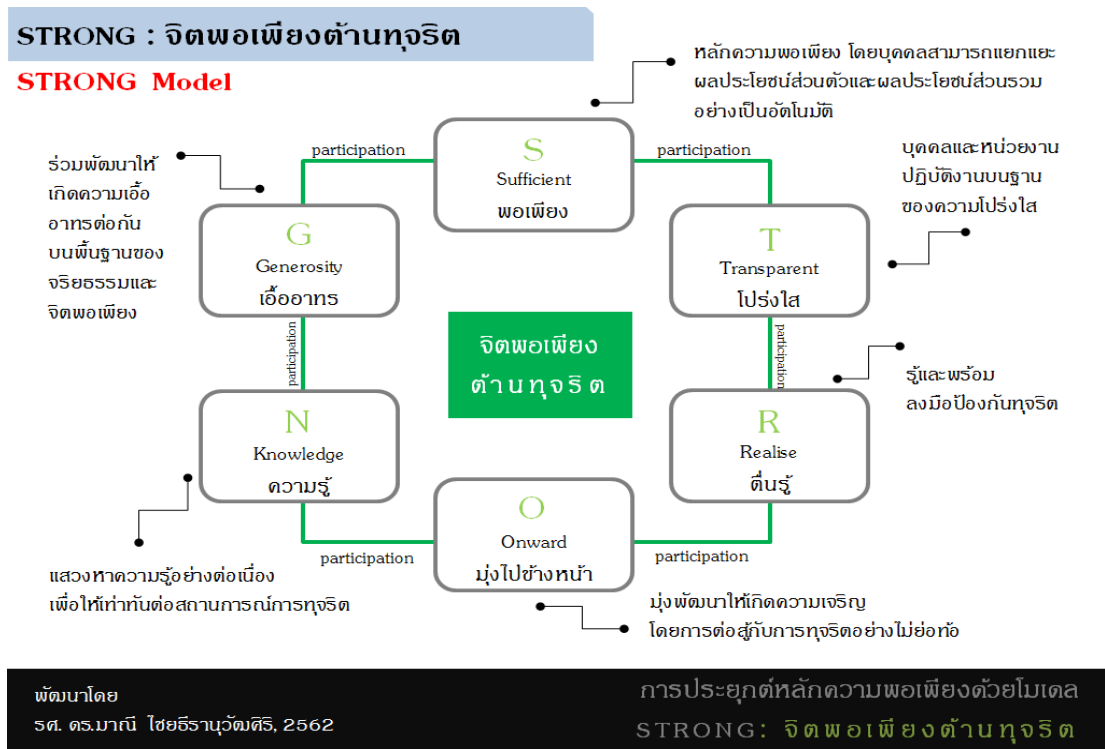 STRONG : จิตพอเพียงต้านทุจริต
STRONG Model
หลักความพอเพียง โดยบุคคลสามารถแยกแยะ
ผลประโยชน์ส่วนตัวและผลประโยชน์ส่วนรวม
อย่างเป็นอัตโนมัติ
participation
S
Sufficient
พอเพียง
participation
ร่วมพัฒนาให้
เกิดความเอื้อ
อาทรต่อกัน
บนพื้นฐานของ
จริยธรรมและ
จิตพอเพียง
บุคคลและหน่วยงาน
ปฏิบัติงานบนฐาน
ของความโปร่งใส
G
Generosity
เอื้ออาทร
T
Transparent
โปร่งใส
participation
จิตพอเพียง
ต้านทุจริต
participation
รู้และพร้อม
ลงมือป้องกันทุจริต
N
Knowledge
ความรู้
R
Realise
ตื่นรู้
participation
O
Onward
มุ่งไปข้างหน้า
participation
แสวงหาความรู้อย่างต่อเนื่อง
เพื่อให้เท่าทันต่อสถานการณ์การทุจริต
มุ่งพัฒนาให้เกิดความเจริญ
โดยการต่อสู้กับการทุจริตอย่างไม่ย่อท้อ
พัฒนาโดย
รศ. ดร.มาณี ไชยธีรานุวัฒศิริ, 2562
การประยุกต์หลักความพอเพียงด้วยโมเดล
STRONG: จิตพอเพียงต้านทุจริต